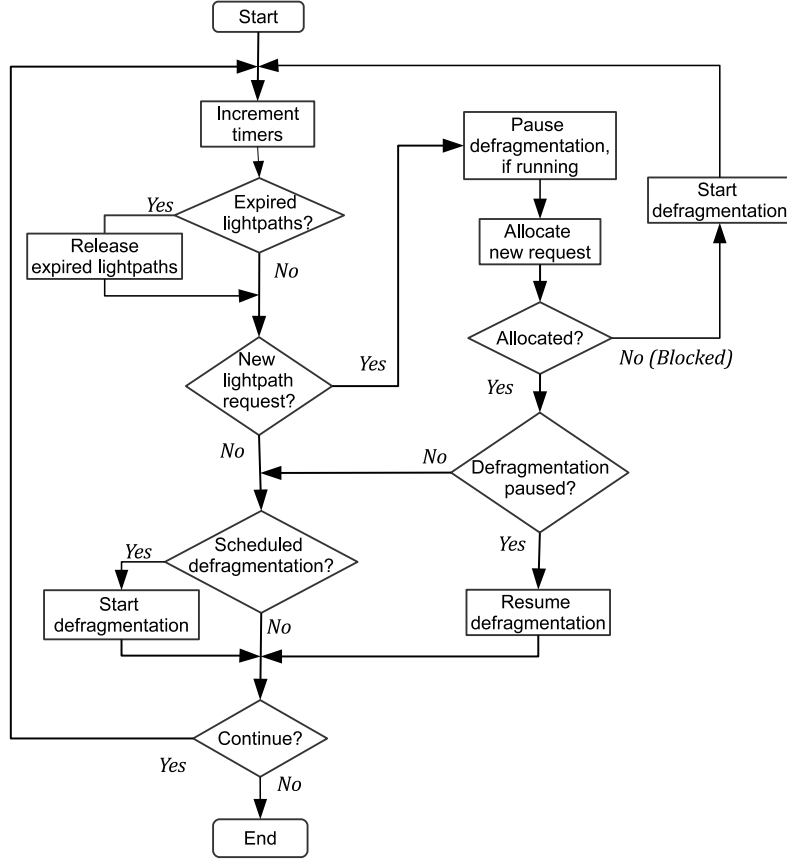 Start
Increment
timers
Pause
defragmentation,
if running
Yes
Expired
lightpaths?
Start
defragmentation
Release
expired lightpaths
Allocate
new request
No
Allocated?
No (Blocked)
New
lightpath
request?
Yes
Yes
No
No
Defragmentation
paused?
Yes
Scheduled
defragmentation?
Yes
Start
defragmentation
Resume
defragmentation
No
Continue?
Yes
No
End